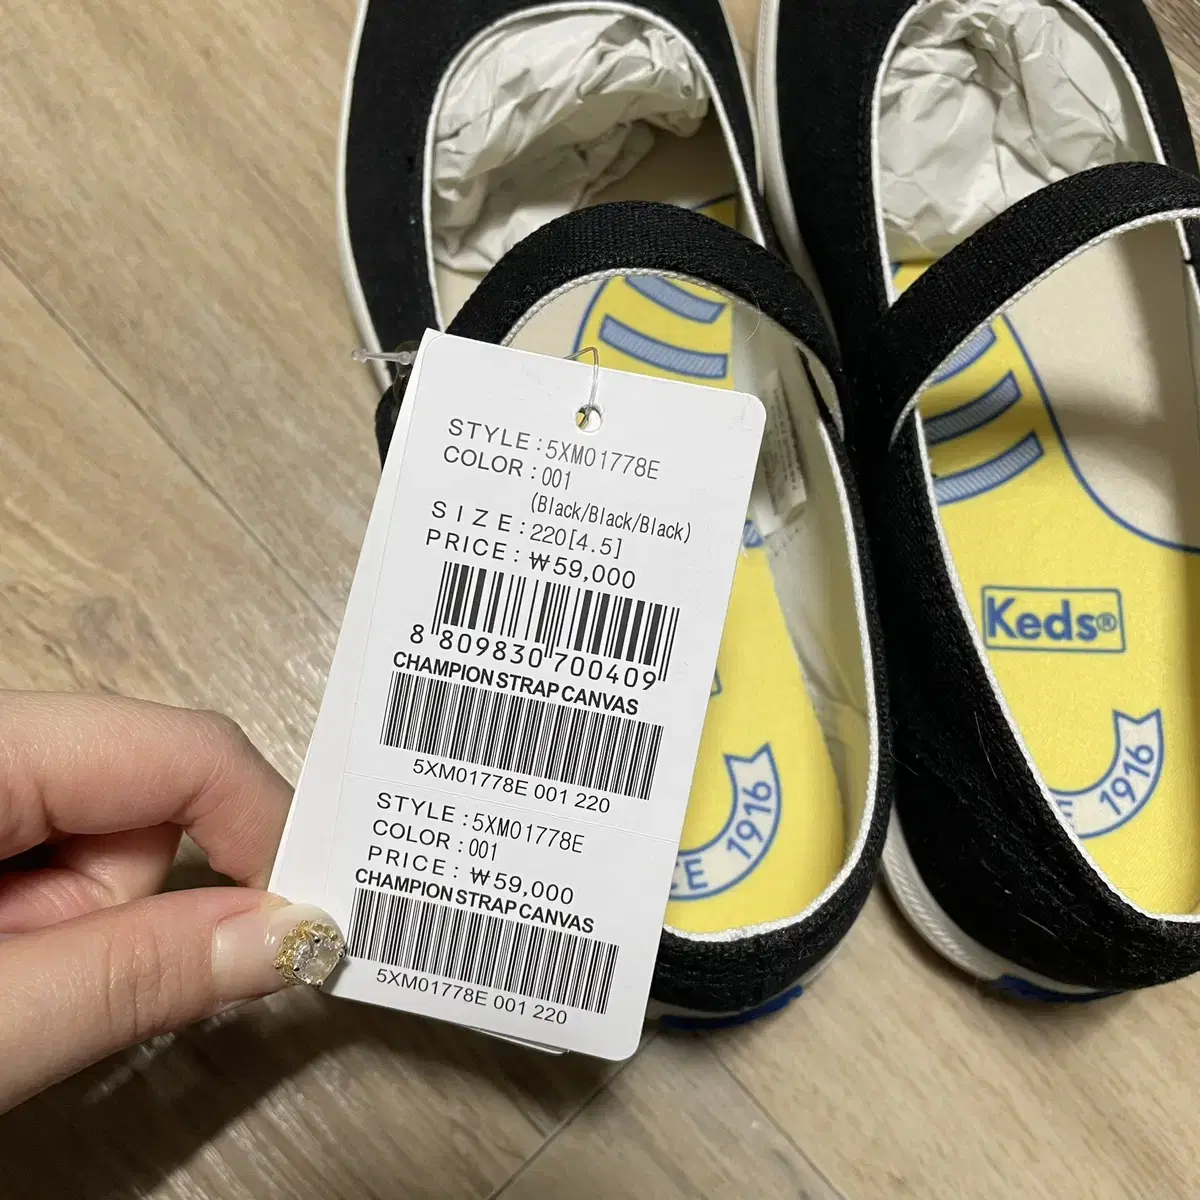 STYLE : 5XM01778E
COLOR : 001
(Black/Black/Black)
SIZE : 220[4.5]
PRICE : ₩59,000
8 809830 700409
CHAMPION STRAP CANVAS
5XM01778E 001 220
STYLE : 5XM01778E
COLOR : 001
PRICE : ₩59,000
CHAMPION STRAP CANVAS
5XM01778E 001 220
Keds®
1916
1916